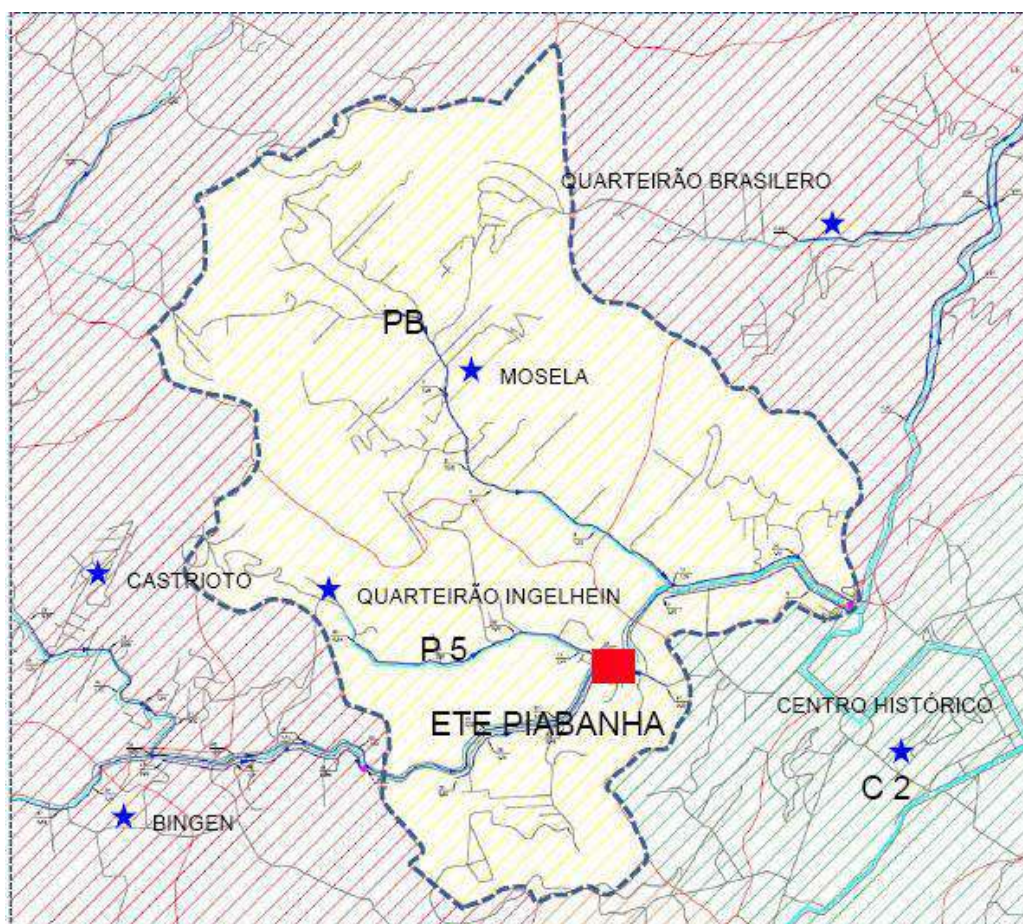 QUARTEIRÃO BRASILERO
PB
MOSELA
CASTRIOTO
QUARTEIRÃO INGELHEIN
P 5
CENTRO HISTÓRICO
ETE PIABANHA
C 2
BINGEN